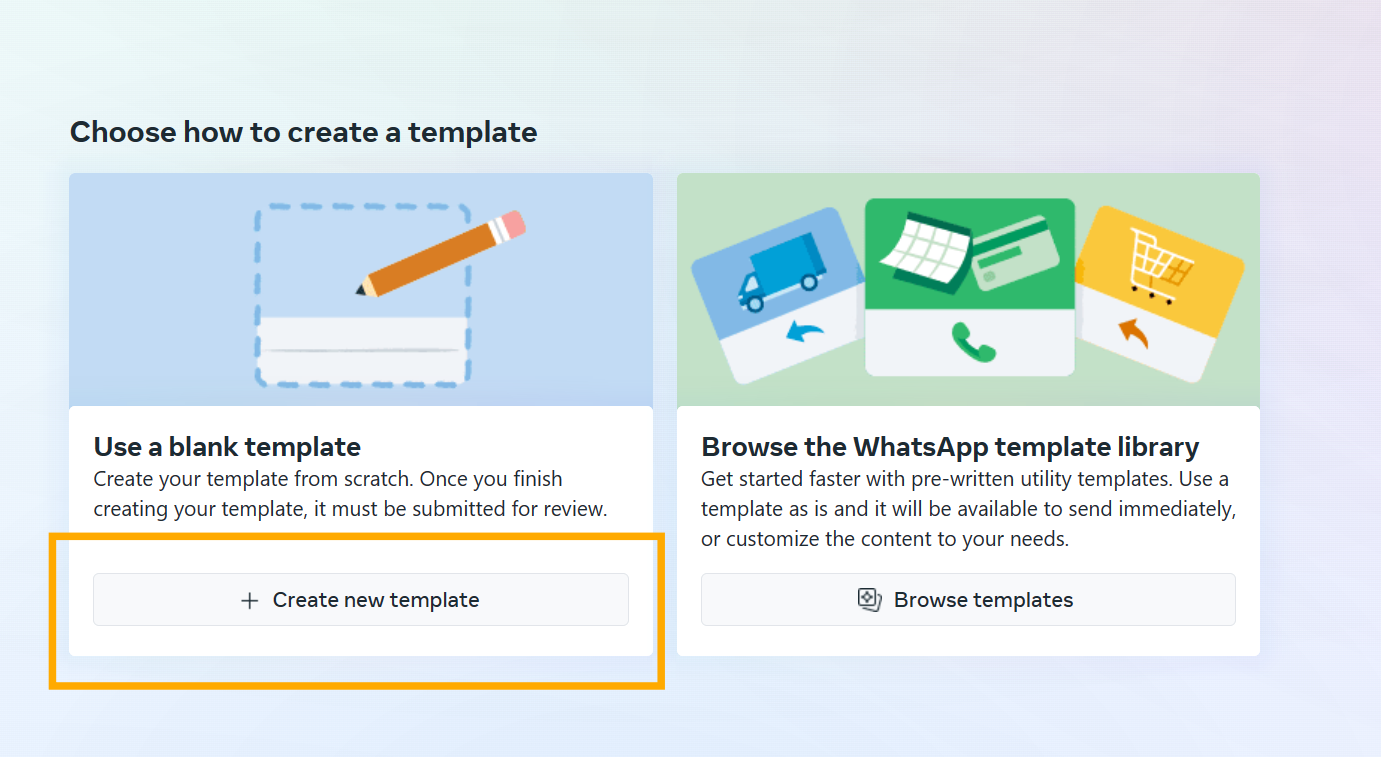 Choose how to create a template
Use a blank template
Create your template from scratch. Once you finish
creating your template, it must be submitted for review.
+ Create new template
Browse the WhatsApp template library
Get started faster with pre-written utility templates. Use a
template as is and it will be available to send immediately,
or customize the content to your needs.
Browse templates